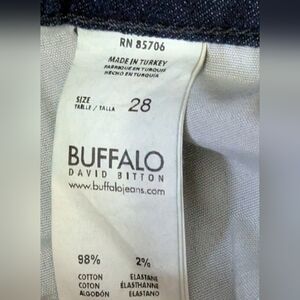 RN 85706
MADE IN TURKEY
FABRIQUE EN TURQUIE
HECHO EN TURQUIA
SIZE
TAILLE / TALLA 28
BUFFALO
DAVID BITTON
www.buffalojeans.com
98% 2%
COTTON ELASTANE
COTON ÉLASTHANNE
ALGODÓN ELASTANO